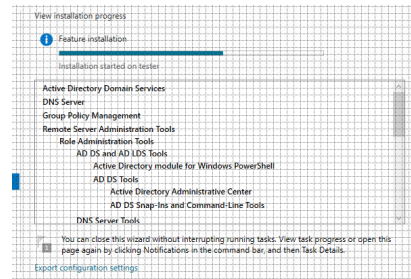 View installation progress
Feature installation
Installation started on tester
Active Directory Domain Services
DNS Server
Group Policy Management
Remote Server Administration Tools
Role Administration Tools
AD DS and AD LDS Tools
Active Directory module for Windows PowerShell
AD DS Tools
Active Directory Administrative Center
AD DS Snap-Ins and Command-Line Tools
DNS Server Tools
You can close this wizard without interrupting running tasks. View task progress or open this
page again by clicking Notifications in the command bar, and then Task Details.
Export configuration settings